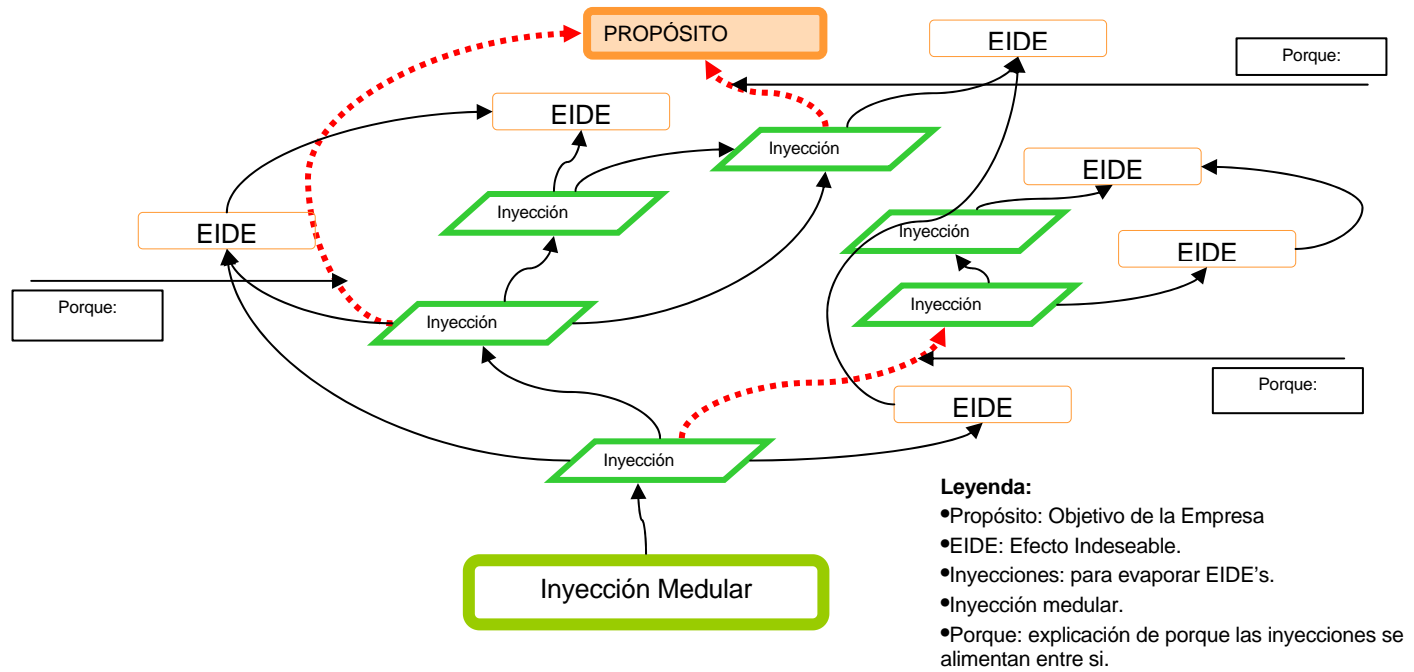 PROPÓSITO
EIDE
Porque:
EIDE
Inyección
EIDE
Inyección
EIDE
Inyección
EIDE
Porque:
Inyección
Inyección
Porque:
EIDE
Inyección
Leyenda:
•Propósito: Objetivo de la Empresa
•EIDE: Efecto Indeseable.
Inyección Medular
•Inyecciones: para evaporar EIDE's.
•Inyección medular.
•Porque: explicación de porque las inyecciones se
alimentan entre si.